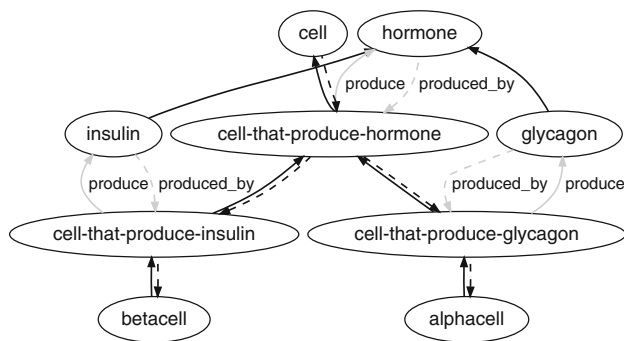 cell
hormone
produce
produced_by
insulin
cell-that-produce-hormone
glycagon
produce
produced_by
produced_by
produce
cell-that-produce-insulin
cell-that-produce-glycagon
betacell
alphacell